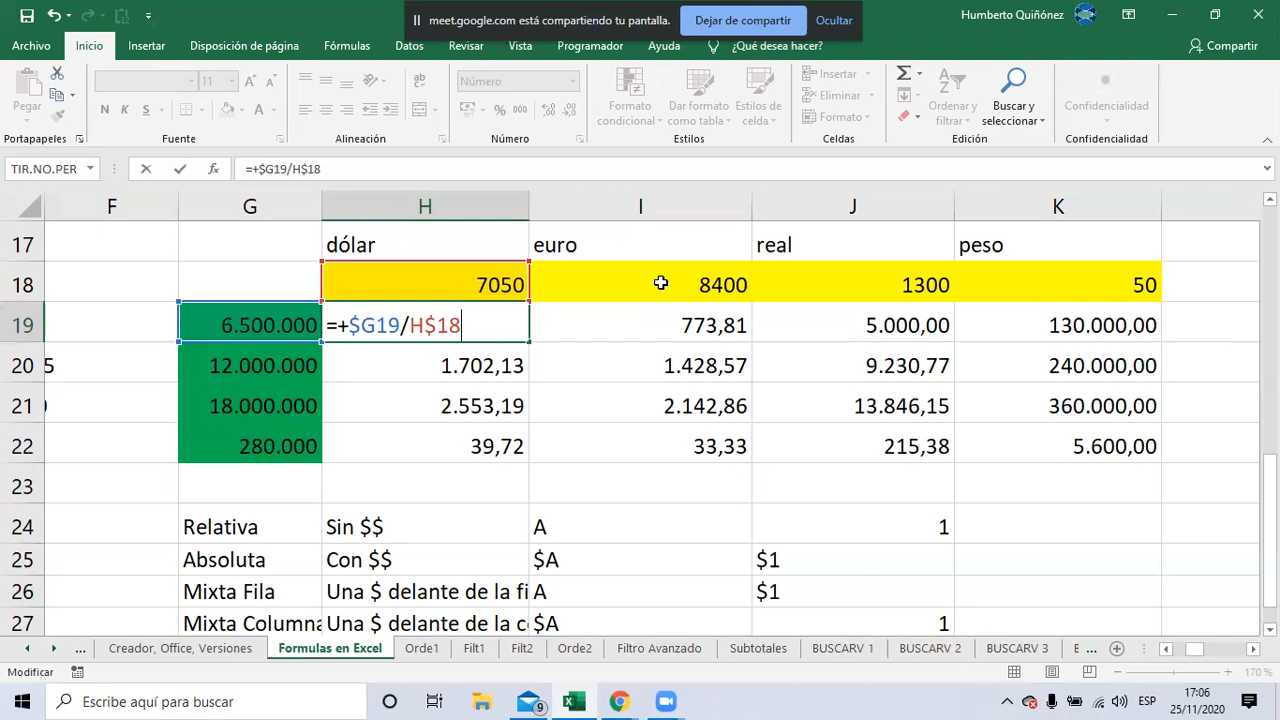 meet.google.com está compartiendo tu pantalla. Dejar de compartir Ocultar
Humberto Quiñónez
Archivo Inicio Insertar Disposición de página Fórmulas Datos Revisar Vista Programador Ayuda ¿Qué desea hacer? Compartir
Pegar
N K S
11
Número
% 000
Formato condicional
Dar formato como tabla
Estilos de celda
Insertar
Eliminar
Formato
Ordenar y filtrar
Buscar y seleccionar
Confidencialidad
Portapapeles Fuente Alineación Número Estilos Celdas Edición Confidencialidad
TIR.NO.PER =+$G19/H$18
F G H I J K
17 dólar euro real peso
18 7050 8400 1300 50
19 6.500.000 =+$G19/H$18 773,81 5.000,00 130.000,00
20 5 12.000.000 1.702,13 1.428,57 9.230,77 240.000,00
21 18.000.000 2.553,19 2.142,86 13.846,15 360.000,00
22 280.000 39,72 33,33 215,38 5.600,00
23
24 Relativa Sin $$ A 1
25 Absoluta Con $$ $A $1
26 Mixta Fila Una $ delante de la fi A $1
27 Mixta Columna Una $ delante de la c $A 1
... Creador, Office, Versiones Formulas en Excel Orde1 Filt1 Filt2 Orde2 Filtro Avanzado Subtotales BUSCARV 1 BUSCARV 2 BUSCARV 3 B ...
Modificar 170 %
Escribe aquí para buscar 9 ESP 17:06
25/11/2020